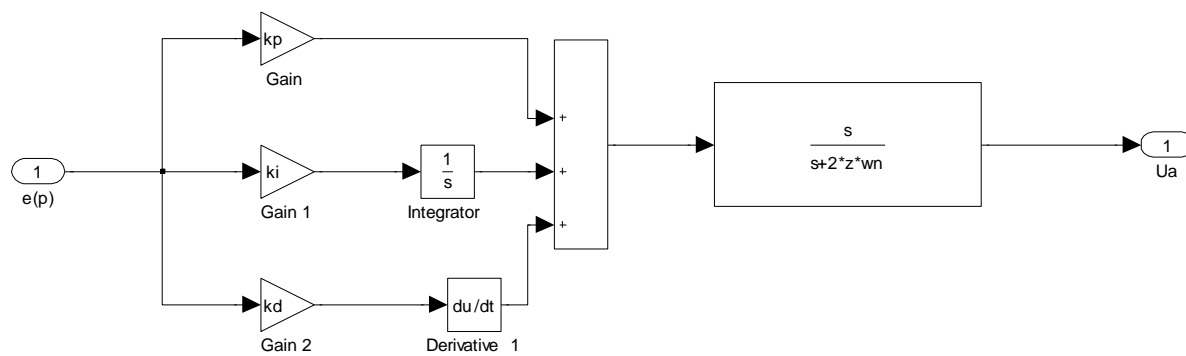 kp
Gain
1
e(p)
ki
Gain 1
1
s
Integrator
kd
Gain 2
du/dt
Derivative 1
+
+
+
s
s+2*z*wn
1
Ua